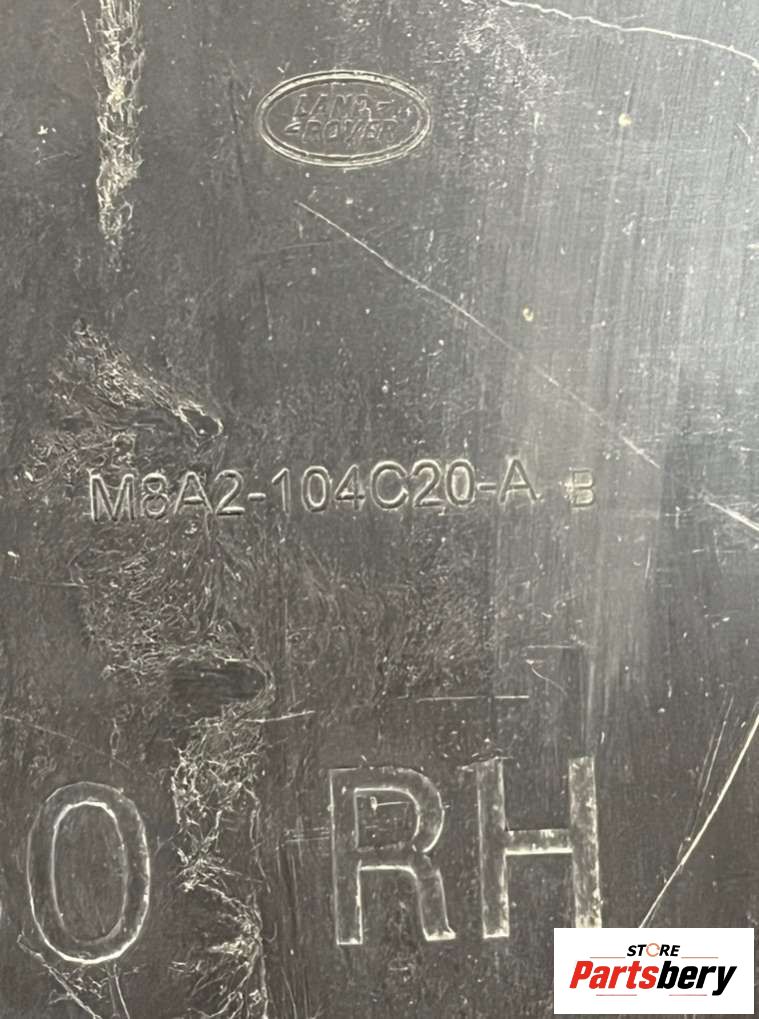 LAND-
ROVER
M8A2-104C20-A B
0 RH
STORE
Partsbery